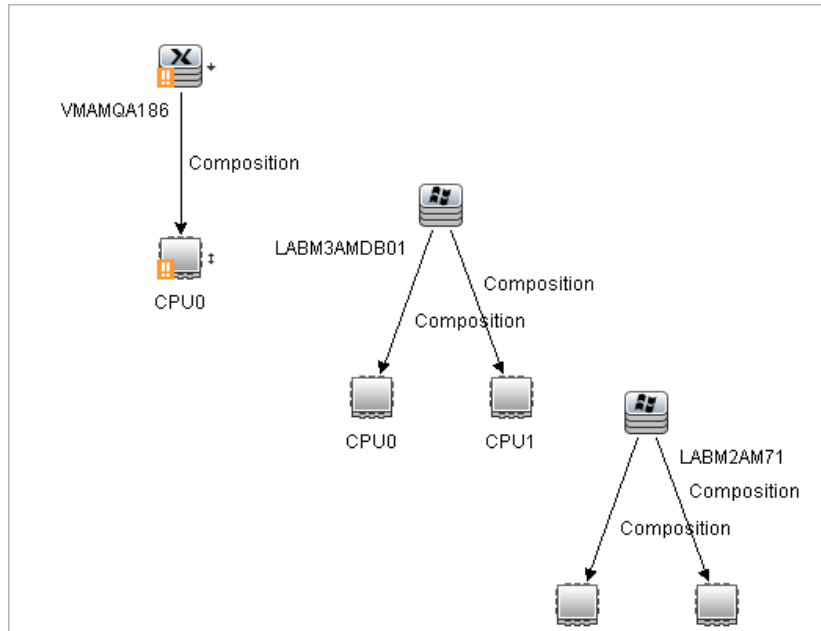 VMAMQA186
Composition
CPU0
LABM3AMDB01
Composition
Composition
CPU0
CPU1
LABM2AM71
Composition
Composition